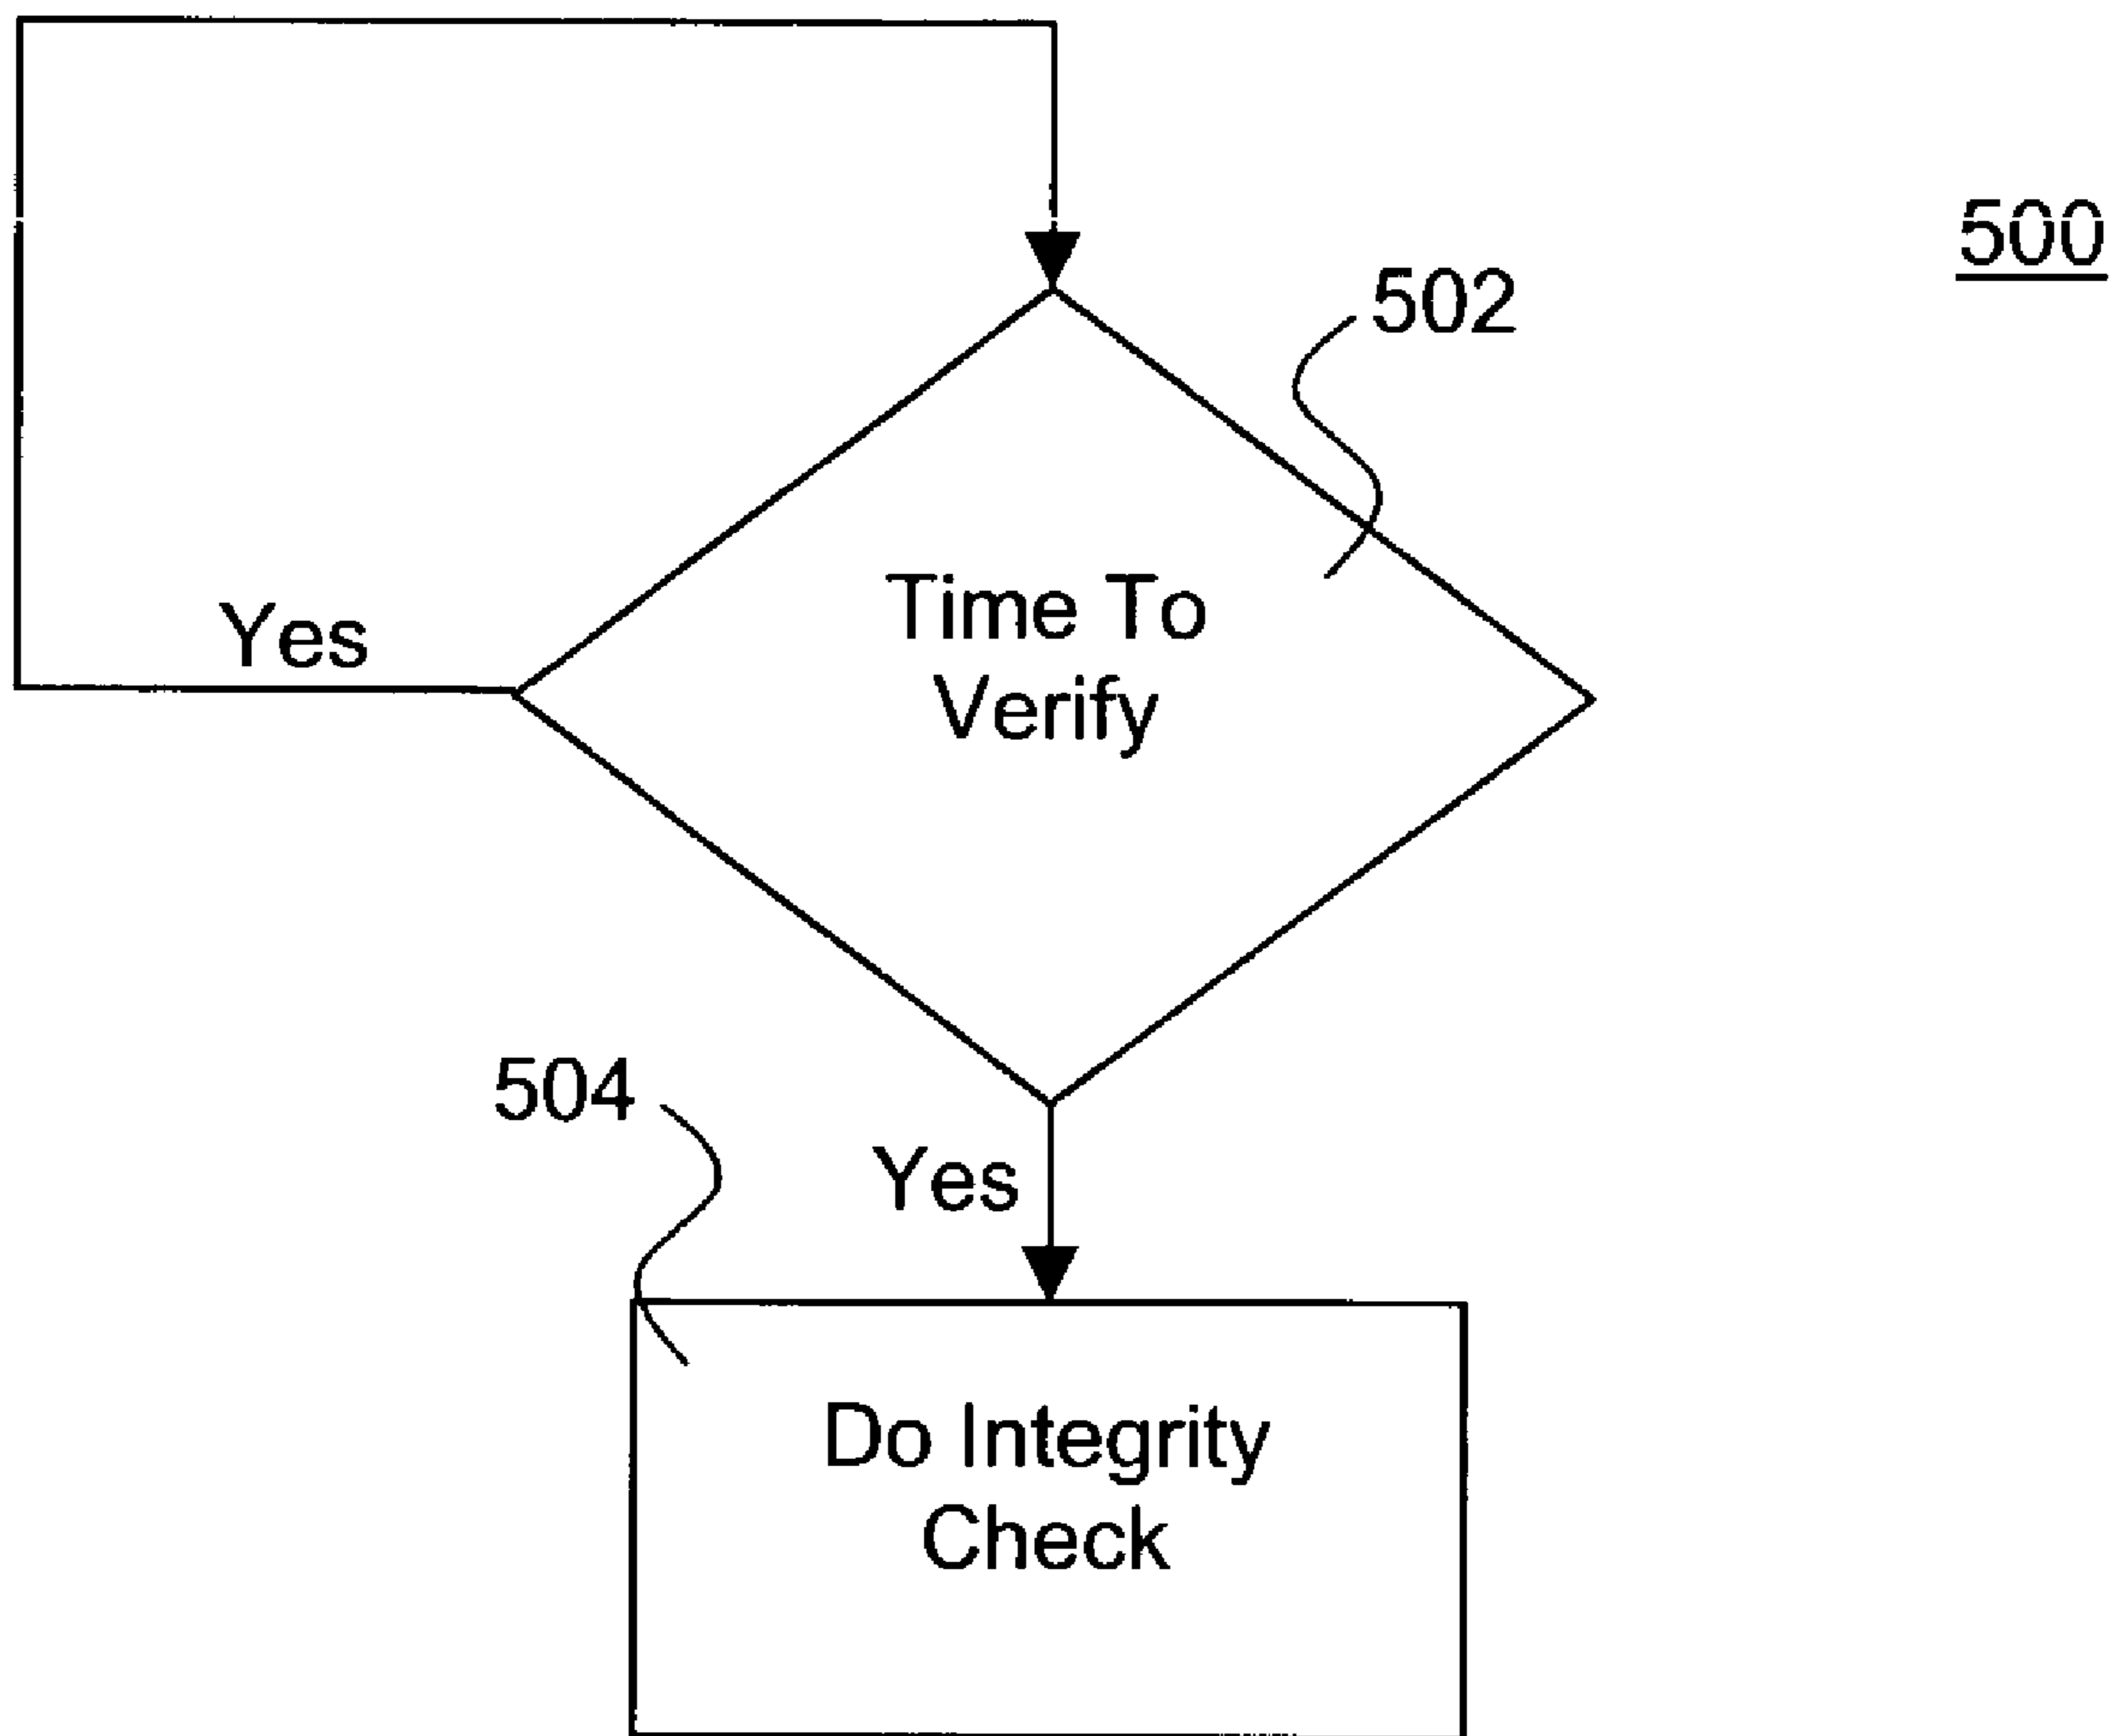 500
502
Time To
Verify
Yes
504
Yes
Do Integrity
Check